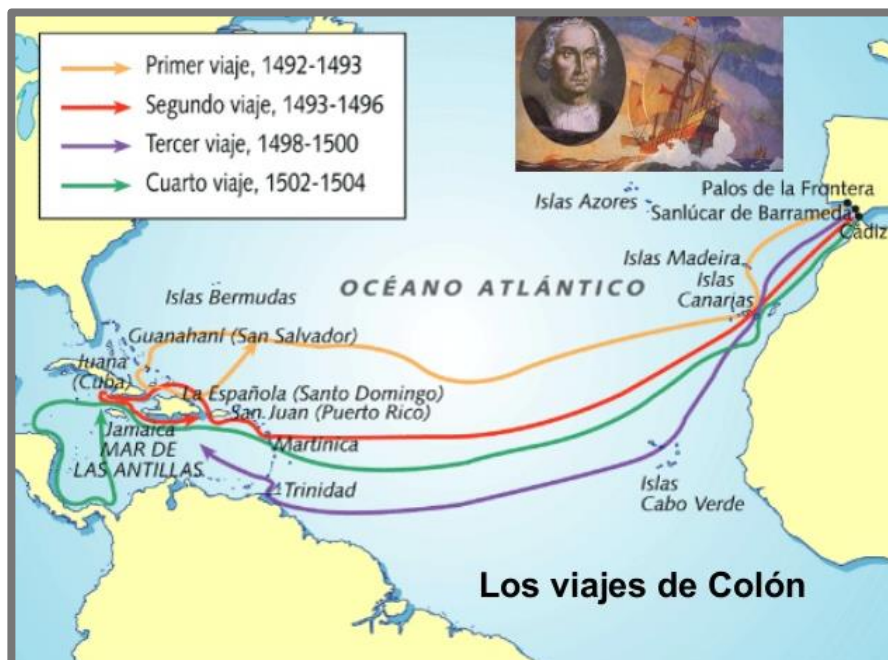 Primer viaje, 1492-1493
Segundo viaje, 1493-1496
Tercer viaje, 1498-1500
Cuarto viaje, 1502-1504
Islas Azores
Palos de la Frontera
Sanlúcar de Barrameda
Cádiz
Islas Madeira
Islas
Canarias
OCÉANO ATLÁNTICO
Islas Bermudas
Guanahaní (San Salvador)
Juana
(Cuba)
La Española (Santo Domingo)
San Juan (Puerto Rico)
Jamaica
MAR DE
LAS ANTILLAS
Martínica
Trinidad
Islas
Cabo Verde
Los viajes de Colón